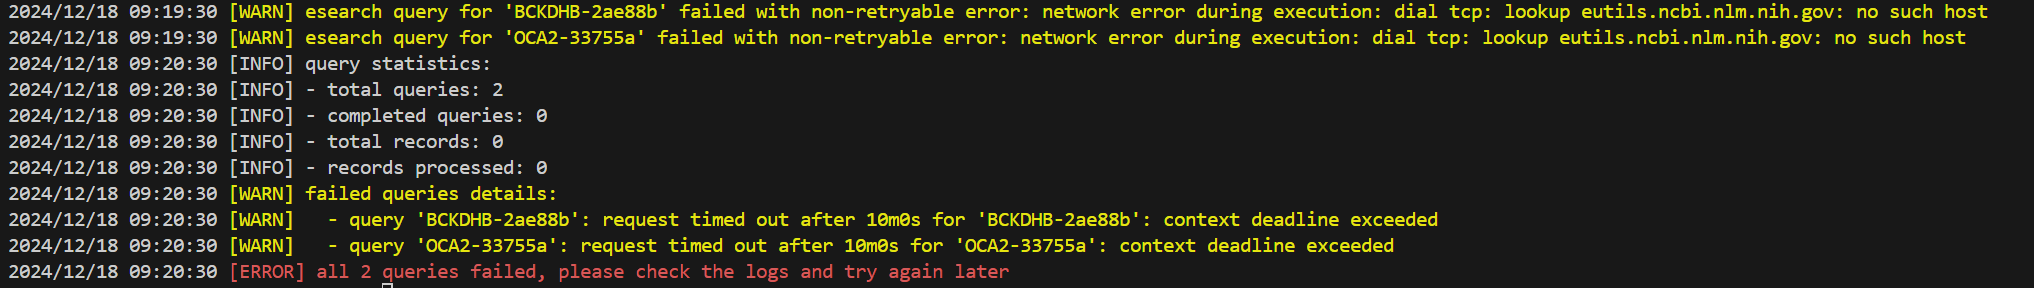 2024/12/18 09:19:30 [WARN] esearch query for 'BCKDHB-2ae88b' failed with non-retryable error: network error during execution: dial tcp: lookup eutils.ncbi.nlm.nih.gov: no such host
2024/12/18 09:19:30 [WARN] esearch query for 'OCA2-33755a' failed with non-retryable error: network error during execution: dial tcp: lookup eutils.ncbi.nlm.nih.gov: no such host
2024/12/18 09:20:30 [INFO] query statistics:
2024/12/18 09:20:30 [INFO] - total queries: 2
2024/12/18 09:20:30 [INFO] - completed queries: 0
2024/12/18 09:20:30 [INFO] - total records: 0
2024/12/18 09:20:30 [INFO] - records processed: 0
2024/12/18 09:20:30 [WARN] failed queries details:
2024/12/18 09:20:30 [WARN]   - query 'BCKDHB-2ae88b': request timed out after 10m0s for 'BCKDHB-2ae88b': context deadline exceeded
2024/12/18 09:20:30 [WARN]   - query 'OCA2-33755a': request timed out after 10m0s for 'OCA2-33755a': context deadline exceeded
2024/12/18 09:20:30 [ERROR] all 2 queries failed, please check the logs and try again later